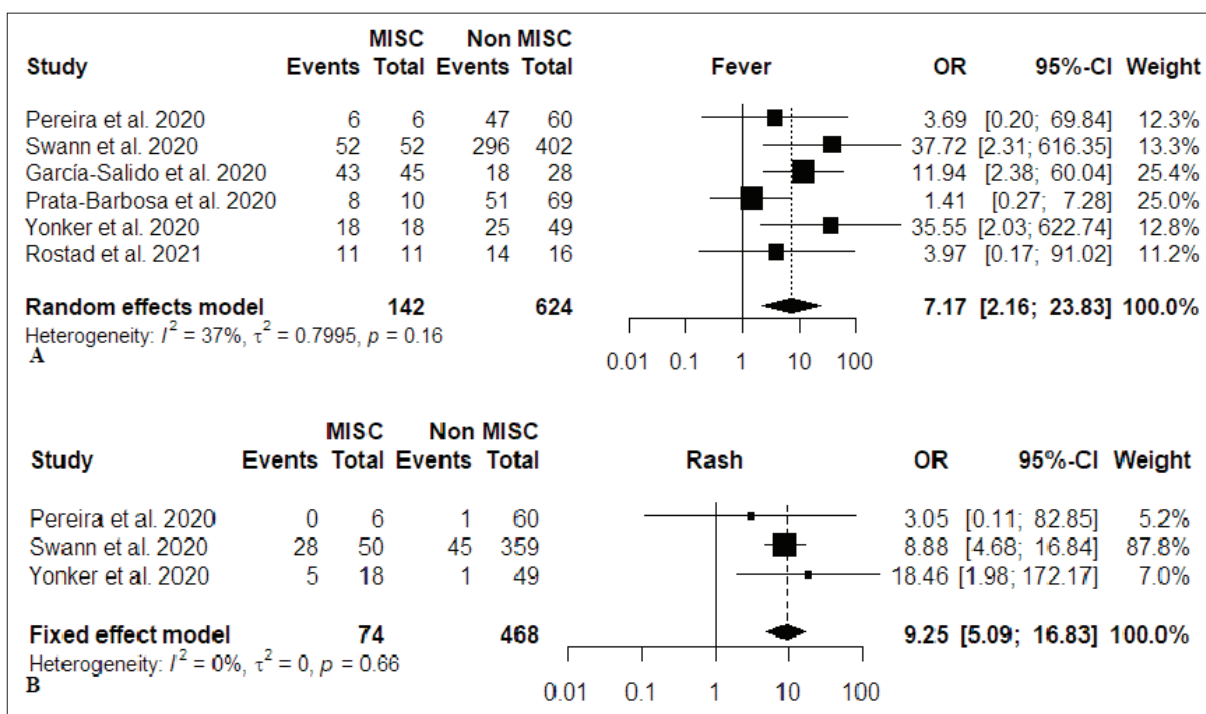 MISC Non MISC
Study Events Total Events Total Fever OR 95%-CI Weight
Pereira et al. 2020 6 6 47 60 3.69 [0.20; 69.84] 12.3%
Swann et al. 2020 52 52 296 402 37.72 [2.31; 616.35] 13.3%
García-Salido et al. 2020 43 45 18 28 11.94 [2.38; 60.04] 25.4%
Prata-Barbosa et al. 2020 8 10 51 69 1.41 [0.27; 7.28] 25.0%
Yonker et al. 2020 18 18 25 49 35.55 [2.03; 622.74] 12.8%
Rostad et al. 2021 11 11 14 16 3.97 [0.17; 91.02] 11.2%
Random effects model 142 624 7.17 [2.16; 23.83] 100.0%
Heterogeneity: I² = 37%, τ² = 0.7995, p = 0.16
A
0.01 0.1 1 10 100
MISC Non MISC
Study Events Total Events Total Rash OR 95%-CI Weight
Pereira et al. 2020 0 6 1 60 3.05 [0.11; 82.85] 5.2%
Swann et al. 2020 28 50 45 359 8.88 [4.68; 16.84] 87.8%
Yonker et al. 2020 5 18 1 49 18.46 [1.98; 172.17] 7.0%
Fixed effect model 74 468 9.25 [5.09; 16.83] 100.0%
Heterogeneity: I² = 0%, τ² = 0, p = 0.66
B
0.01 0.1 1 10 100